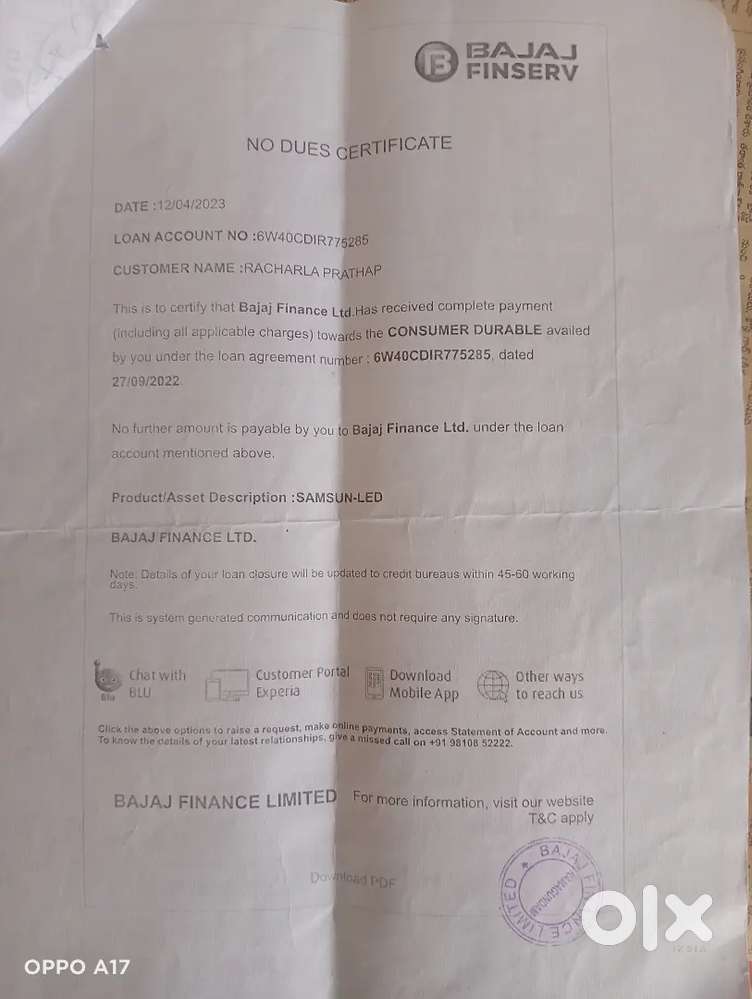 BAJAJ
FINSERV
NO DUES CERTIFICATE
DATE :12/04/2023
LOAN ACCOUNT NO :6W40CDIR775285
CUSTOMER NAME :RACHARLA PRATHAP
This is to certify that Bajaj Finance Ltd.Has received complete payment
(including all applicable charges) towards the CONSUMER DURABLE availed
by you under the loan agreement number : 6W40CDIR775285, dated
27/09/2022.
No further amount is payable by you to Bajaj Finance Ltd. under the loan
account mentioned above.
Product/Asset Description :SAMSUN-LED
BAJAJ FINANCE LTD.
Note: Details of your loan closure will be updated to credit bureaus within 45-60 working
days.
This is system generated communication and does not require any signature.
Chat with
BLU
Blu
Customer Portal
Experia
Download
Mobile App
Other ways
to reach us
Click the above options to raise a request, make online payments, access Statement of Account and more.
To know the details of your latest relationships, give a missed call on +91 98108 52222.
BAJAJ FINANCE LIMITED For more information, visit our website
T&C apply
Download PDF
BAJAJ FINANCE LIMITED
olx
OPPO A17